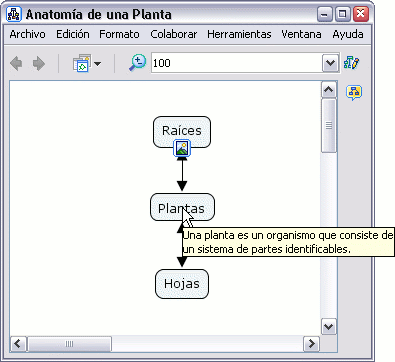 Anatomía de una Planta
Archivo Edición Formato Colaborar Herramientas Ventana Ayuda
100
Raíces
Plantas
Una planta es un organismo que consiste de
un sistema de partes identificables.
Hojas